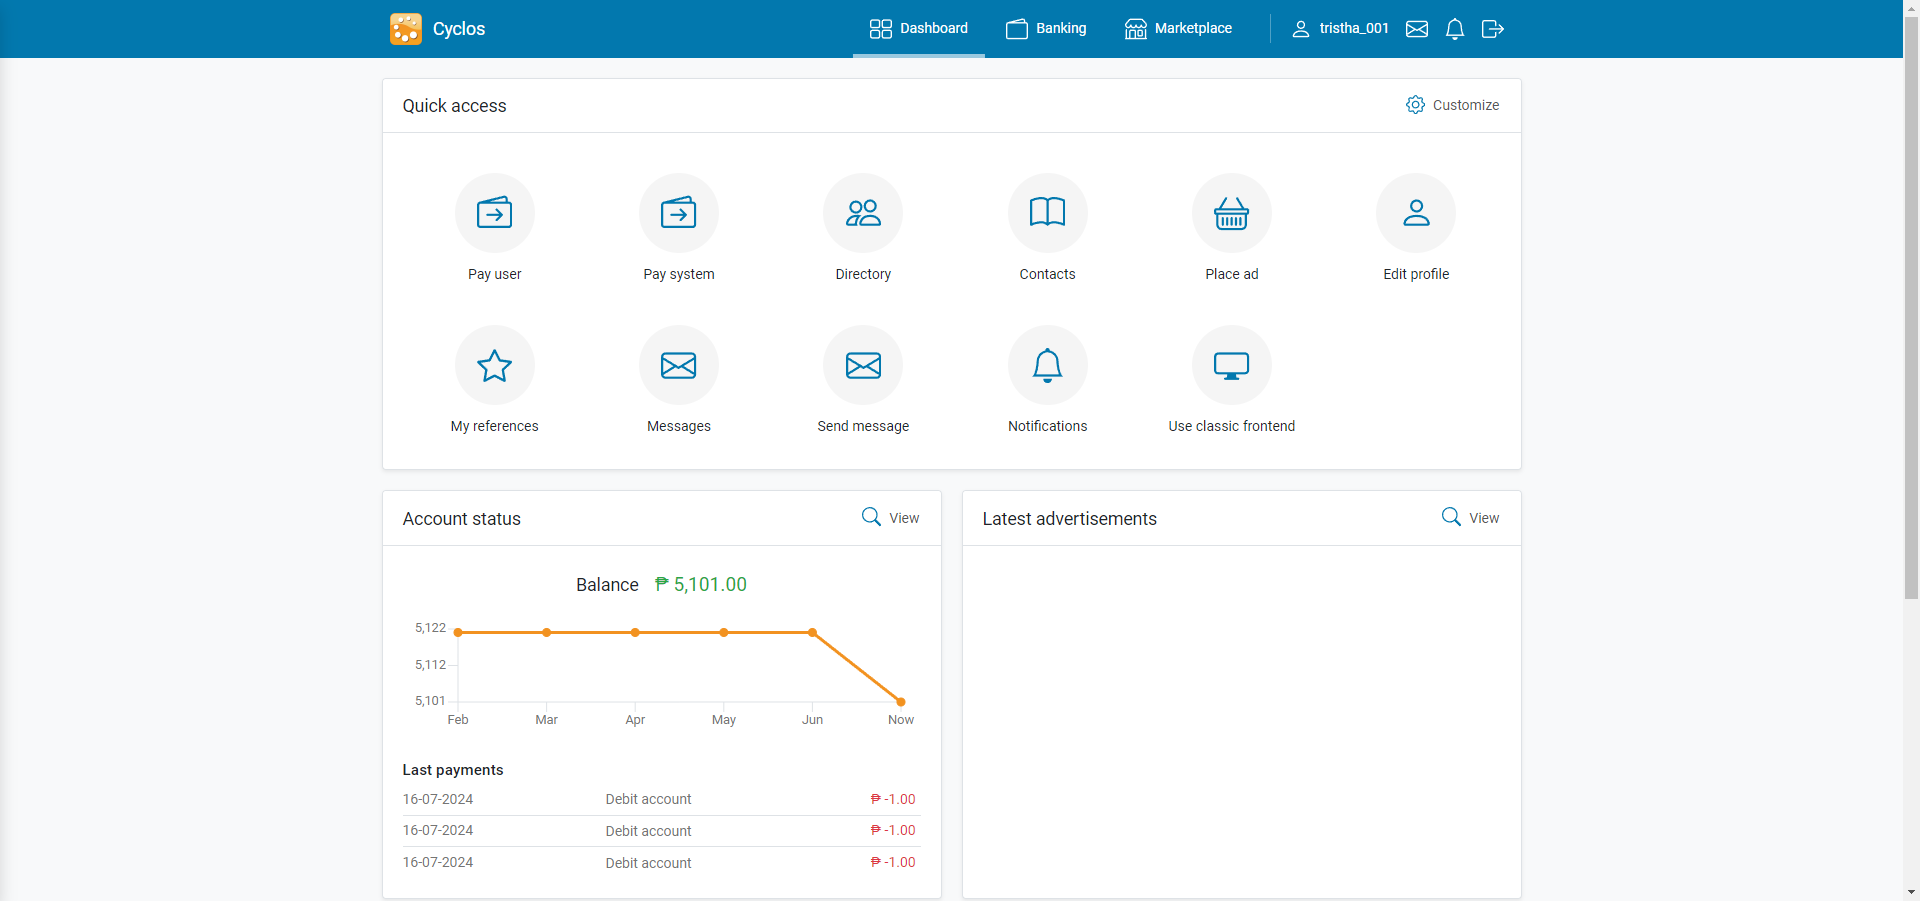 Cyclos
Dashboard
Banking
Marketplace
tristha_001
Quick access
Customize
Pay user
Pay system
Directory
Contacts
Place ad
Edit profile
My references
Messages
Send message
Notifications
Use classic frontend
Account status
View
Latest advertisements
View
Balance ₱ 5,101.00
5,122
5,112
5,101
Feb Mar Apr May Jun Now
Last payments
16-07-2024 Debit account ₱ -1.00
16-07-2024 Debit account ₱ -1.00
16-07-2024 Debit account ₱ -1.00